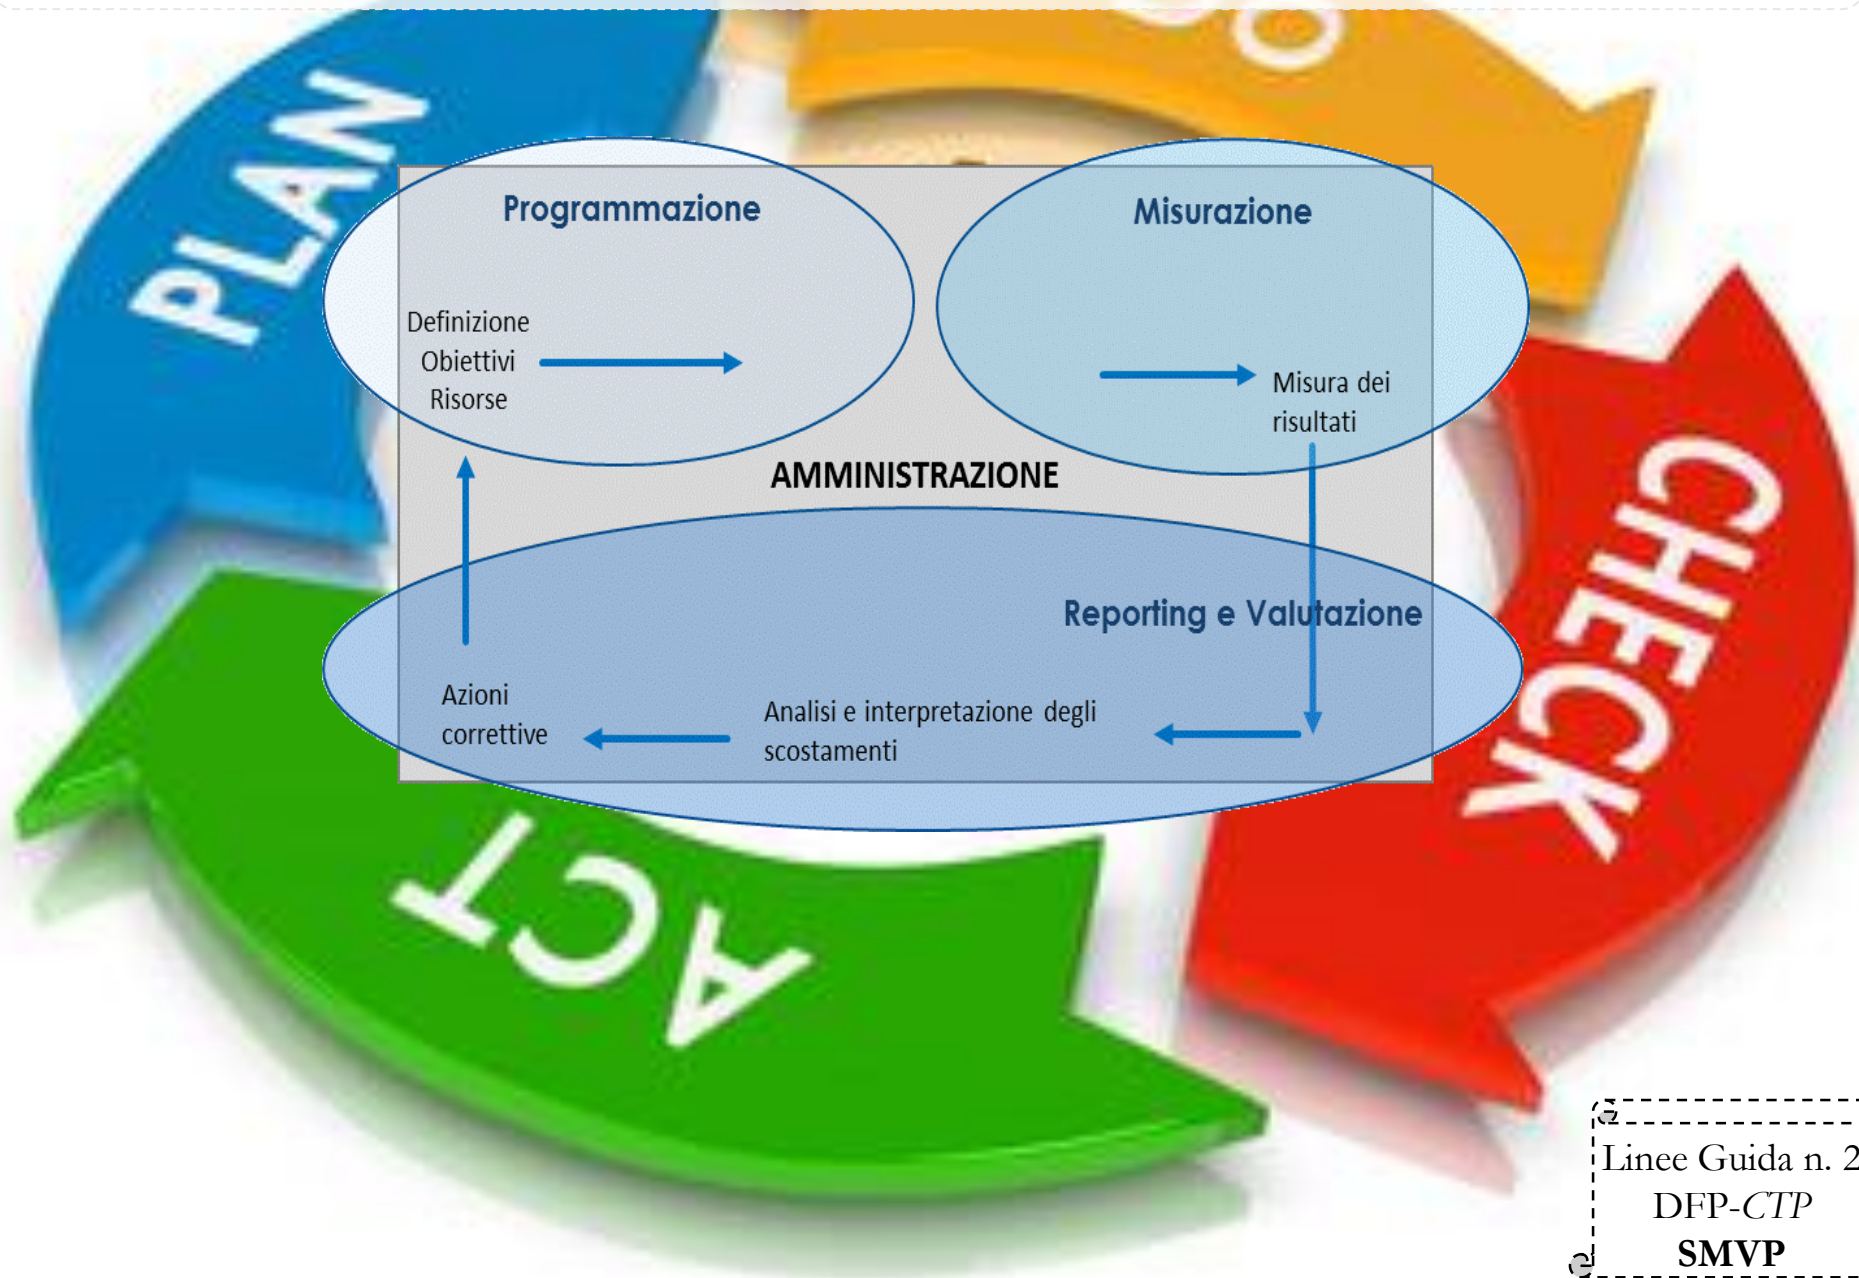 PLAN
O
Programmazione
Misurazione
Definizione
Obiettivi
Risorse
Misura dei
risultati
AMMINISTRAZIONE
CHECK
Reporting e Valutazione
Azioni
correttive
Analisi e interpretazione degli
scostamenti
ACT
Linee Guida n. 2
DFP-CTP
SMVP